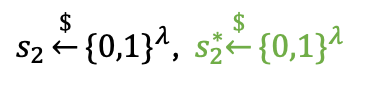 s₂ ←$ {0,1}^λ, s₂* ←$ {0,1}^λ